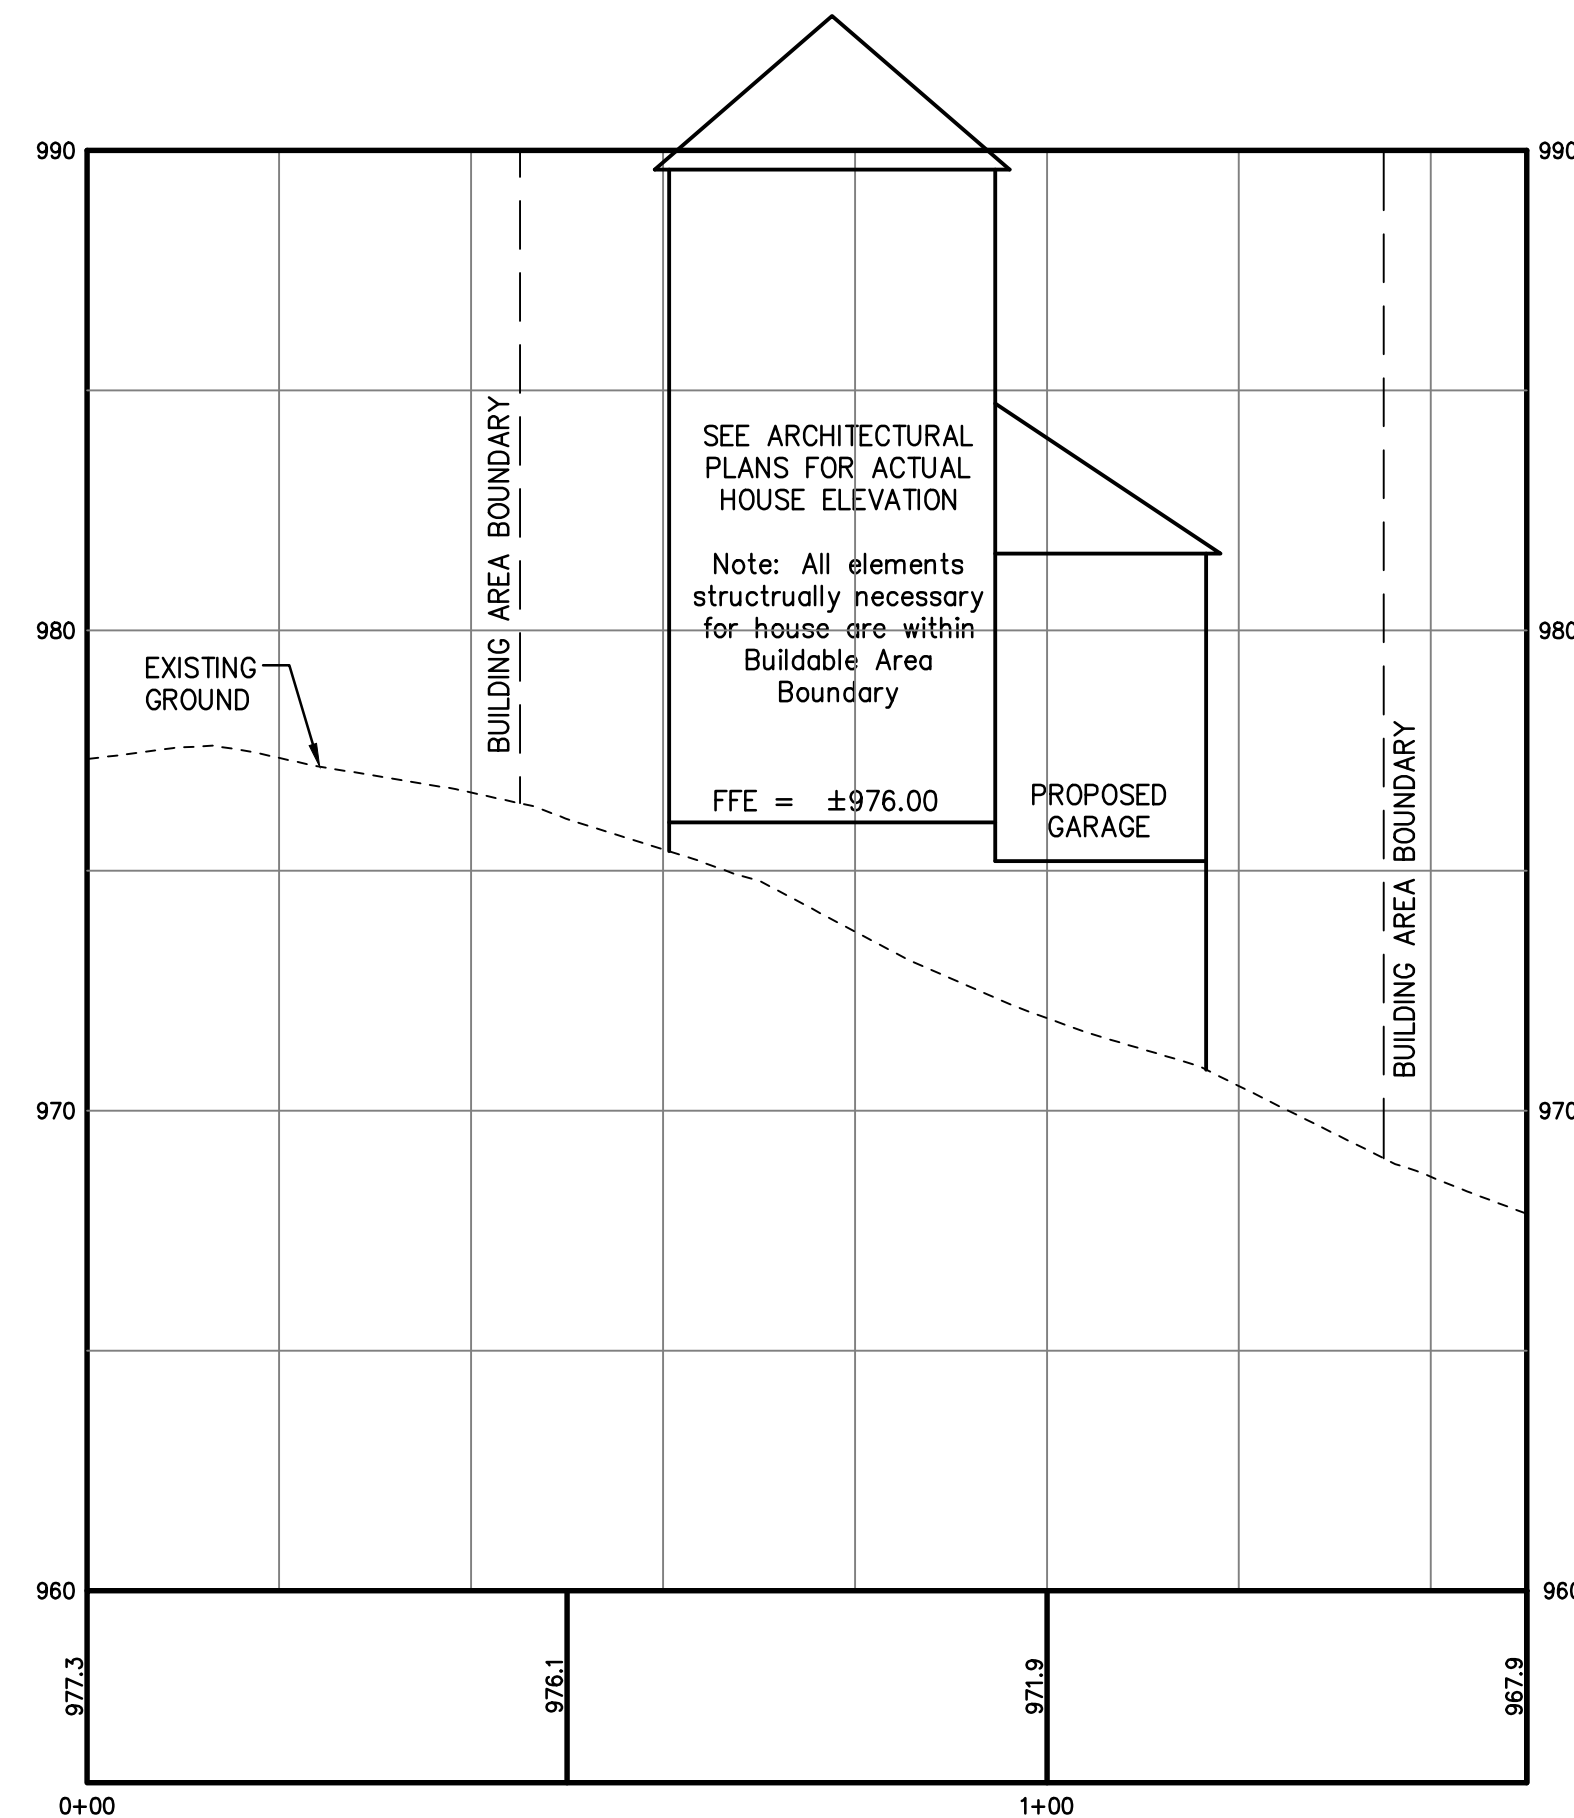 990
990
SEE ARCHITECTURAL
PLANS FOR ACTUAL
HOUSE ELEVATION
Note: All elements
structrually necessary
for house are within
Buildable Area
Boundary
BUILDING AREA BOUNDARY
980
980
EXISTING
GROUND
FFE = ±976.00
PROPOSED
GARAGE
BUILDING AREA BOUNDARY
970
970
960
960
977.3
976.1
971.9
967.9
0+00
1+00